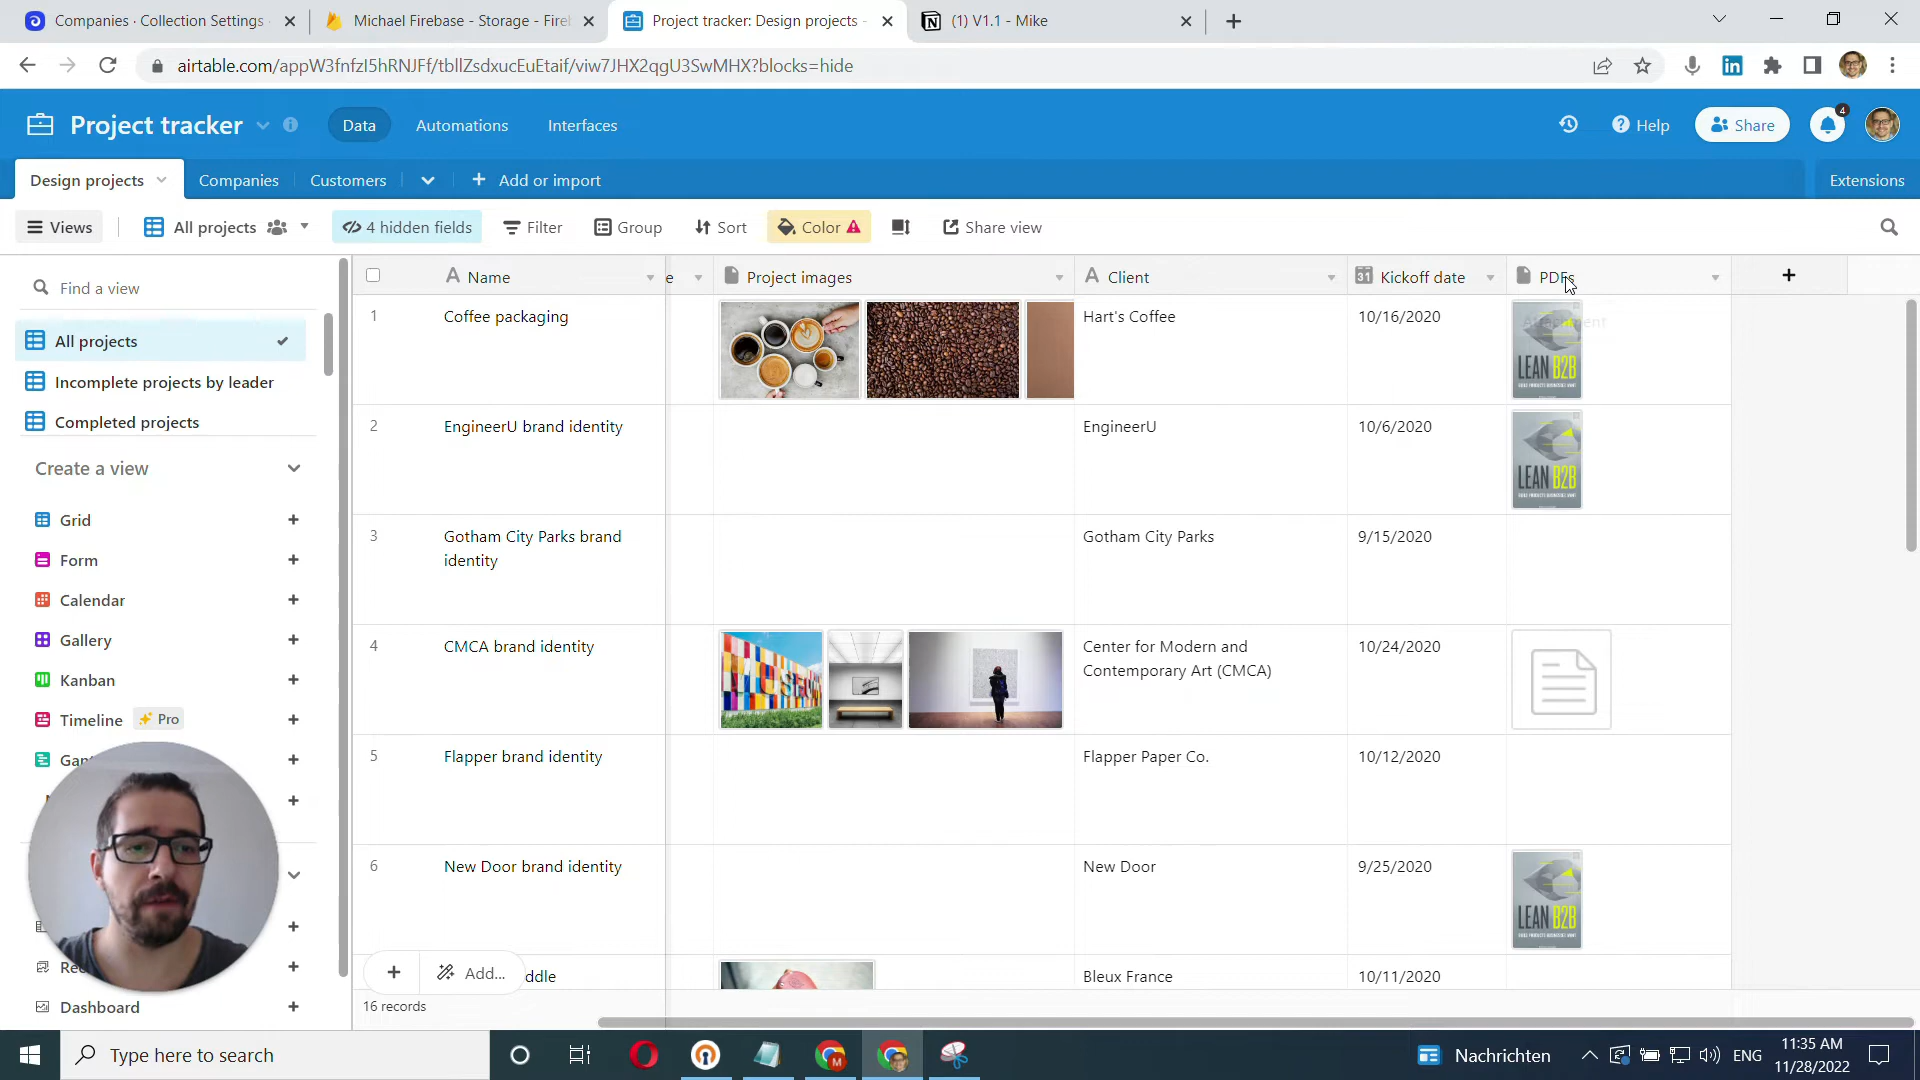 Companies · Collection Settings
Michael Firebase - Storage - Fireb
Project tracker: Design projects -
(1) V1.1 - Mike
airtable.com/appW3fnfzI5hRNJFf/tbllZsdxucEuEtaif/viw7JHX2qgU3SwMHX?blocks=hide
Project tracker
Data
Automations
Interfaces
Help
Share
4
Design projects
Companies
Customers
Add or import
Extensions
Views
All projects
4 hidden fields
Filter
Group
Sort
Color
Share view
Find a view
All projects
Incomplete projects by leader
Completed projects
Create a view
Grid
Form
Calendar
Gallery
Kanban
Timeline
Pro
Dashboard
Name
e
Project images
Client
Kickoff date
PDFs
Attachment
1
Coffee packaging
Hart's Coffee
10/16/2020
LEAN B2B
2
EngineerU brand identity
EngineerU
10/6/2020
LEAN B2B
3
Gotham City Parks brand
identity
Gotham City Parks
9/15/2020
4
CMCA brand identity
Center for Modern and
Contemporary Art (CMCA)
10/24/2020
5
Flapper brand identity
Flapper Paper Co.
10/12/2020
6
New Door brand identity
New Door
9/25/2020
LEAN B2B
Add...
ddle
Bleux France
10/11/2020
16 records
Type here to search
Nachrichten
ENG
11:35 AM
11/28/2022